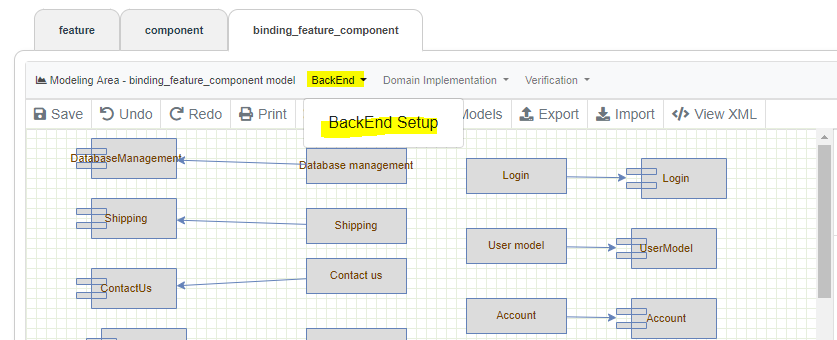 feature component binding_feature_component
Modeling Area - binding_feature_component model BackEnd Domain Implementation Verification
Save Undo Redo Print Models Export Import View XML
BackEnd Setup
DatabaseManagement Database management Login Login
Shipping Shipping User model UserModel
ContactUs Contact us Account Account